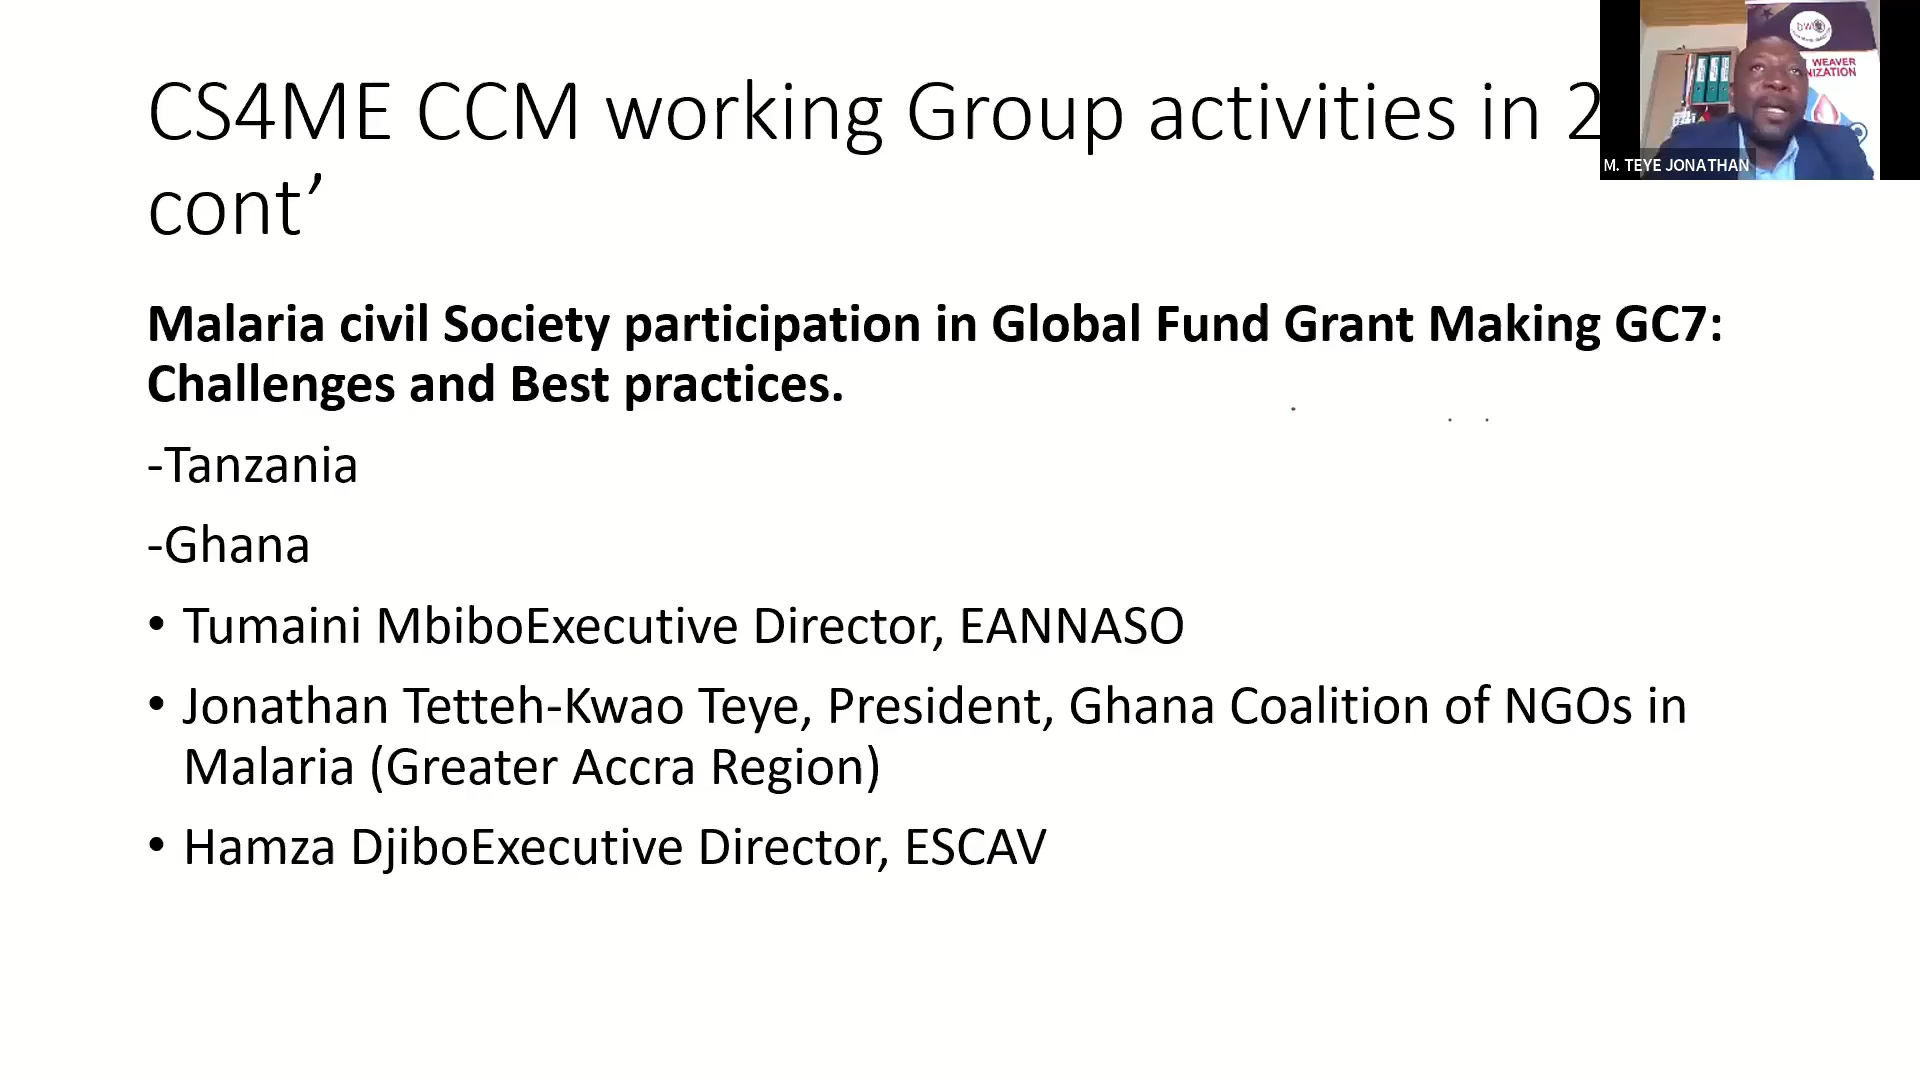 CS4ME CCM working Group activities in 2
cont’
Malaria civil Society participation in Global Fund Grant Making GC7:
Challenges and Best practices.
-Tanzania
-Ghana
• Tumaini MbiboExecutive Director, EANNASO
• Jonathan Tetteh-Kwao Teye, President, Ghana Coalition of NGOs in
Malaria (Greater Accra Region)
• Hamza DjiboExecutive Director, ESCAV
WEAVER
NIZATION
M. TEYE JONATHAN